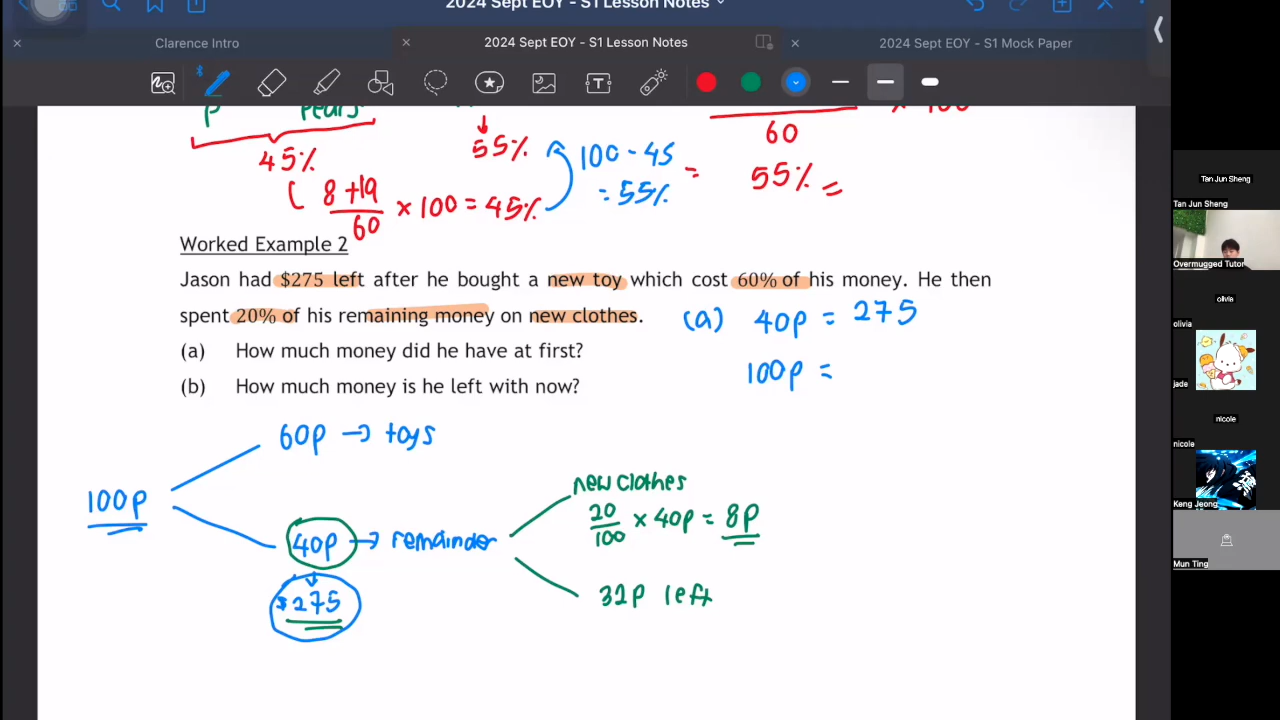 2024 Sept EOY - S1 Lesson Notes
Clarence Intro
2024 Sept EOY - S1 Lesson Notes
2024 Sept EOY - S1 Mock Paper
P Pears
45%
55%
100 - 45
= 55%
( 8 + 19 / 60 × 100 = 45%
60 × 100
= 55% =
Worked Example 2
Jason had $275 left after he bought a new toy which cost 60% of his money. He then
spent 20% of his remaining money on new clothes.
(a) 40p = 275
(a) How much money did he have at first?
100p =
(b) How much money is he left with now?
60p → toys
100p
40p → remainder
$275
new clothes
20/100 × 40p = 8p
32p left
Tan Jun Sheng
Tan Jun Sheng
Overmugged Tutor
olivia
olivia
jade
nicole
nicole
Keng Jeong
Mun Ting